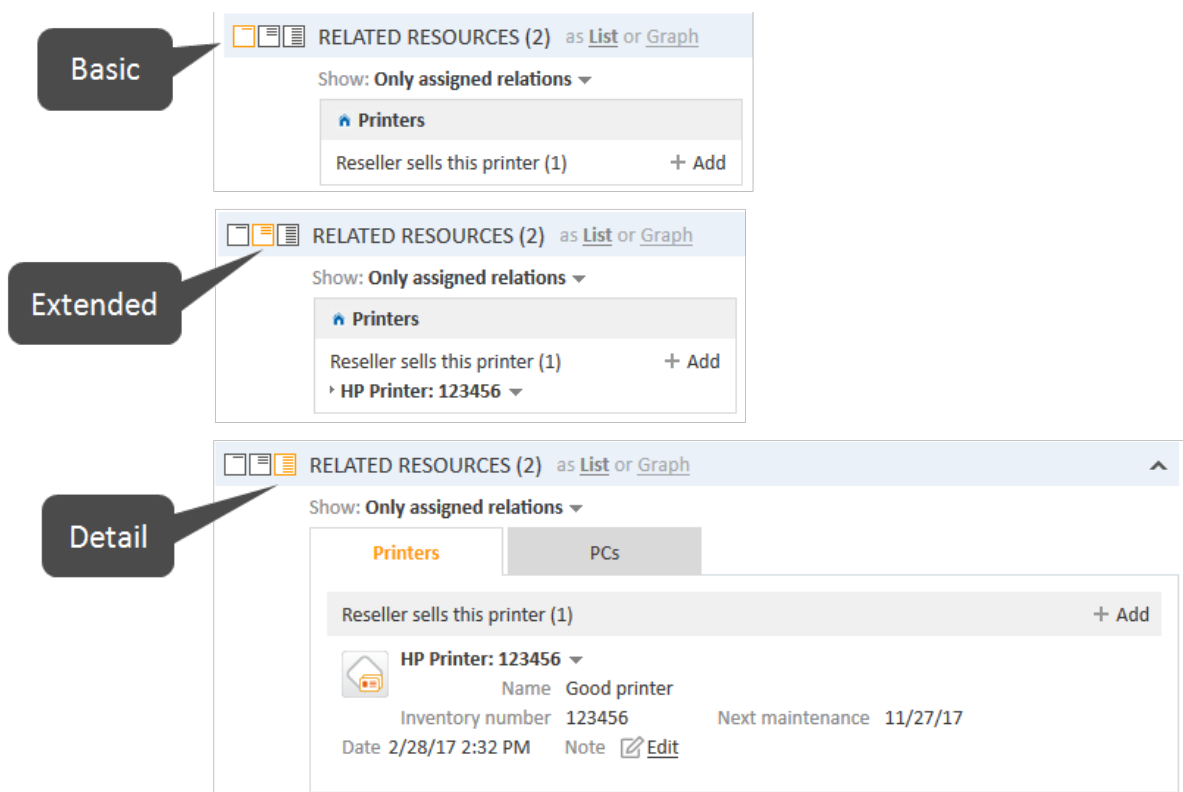 RELATED RESOURCES (2) as List or Graph
Basic
Show: Only assigned relations
Printers
Reseller sells this printer (1) + Add
RELATED RESOURCES (2) as List or Graph
Show: Only assigned relations
Extended
Printers
Reseller sells this printer (1) + Add
HP Printer: 123456
RELATED RESOURCES (2) as List or Graph
Show: Only assigned relations
Detail
Printers PCs
Reseller sells this printer (1) + Add
HP Printer: 123456
Name Good printer
Inventory number 123456 Next maintenance 11/27/17
Date 2/28/17 2:32 PM Note Edit